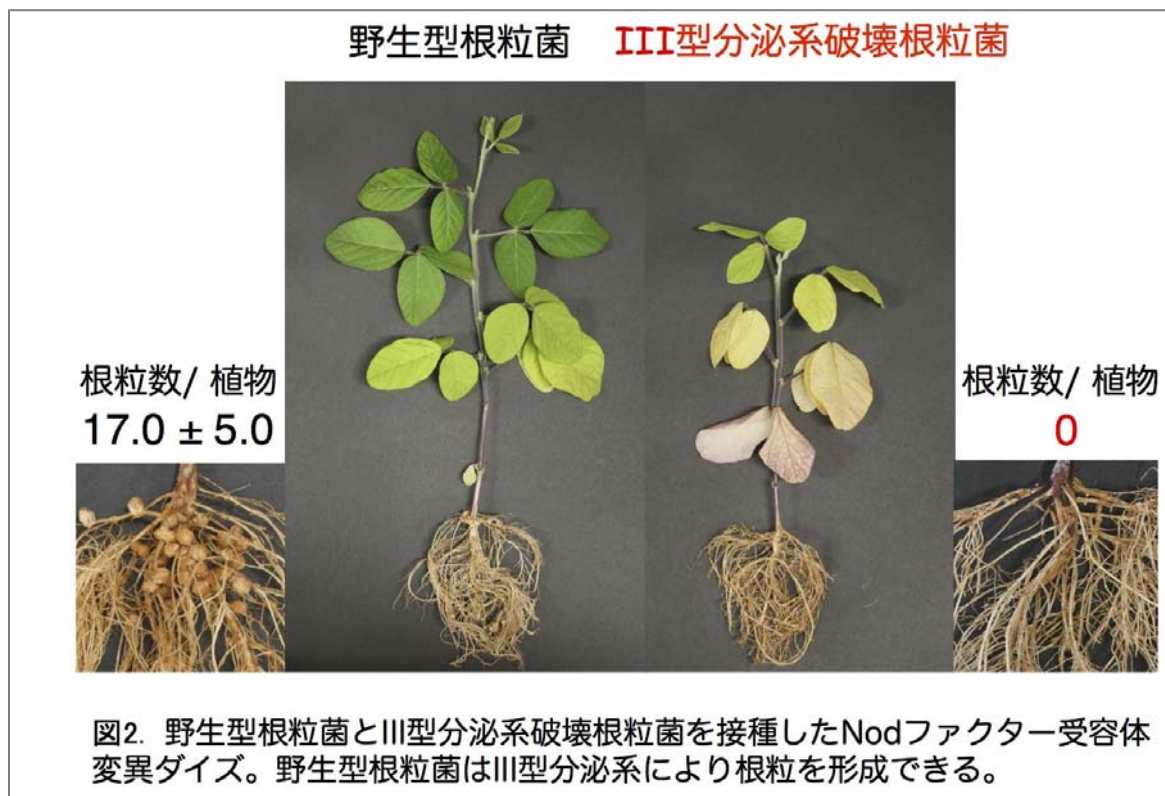 野生型根粒菌 III型分泌系破壊根粒菌
根粒数/ 植物
17.0 ± 5.0
根粒数/ 植物
0
図2. 野生型根粒菌とIII型分泌系破壊根粒菌を接種したNodファクター受容体
変異ダイズ。野生型根粒菌はIII型分泌系により根粒を形成できる。